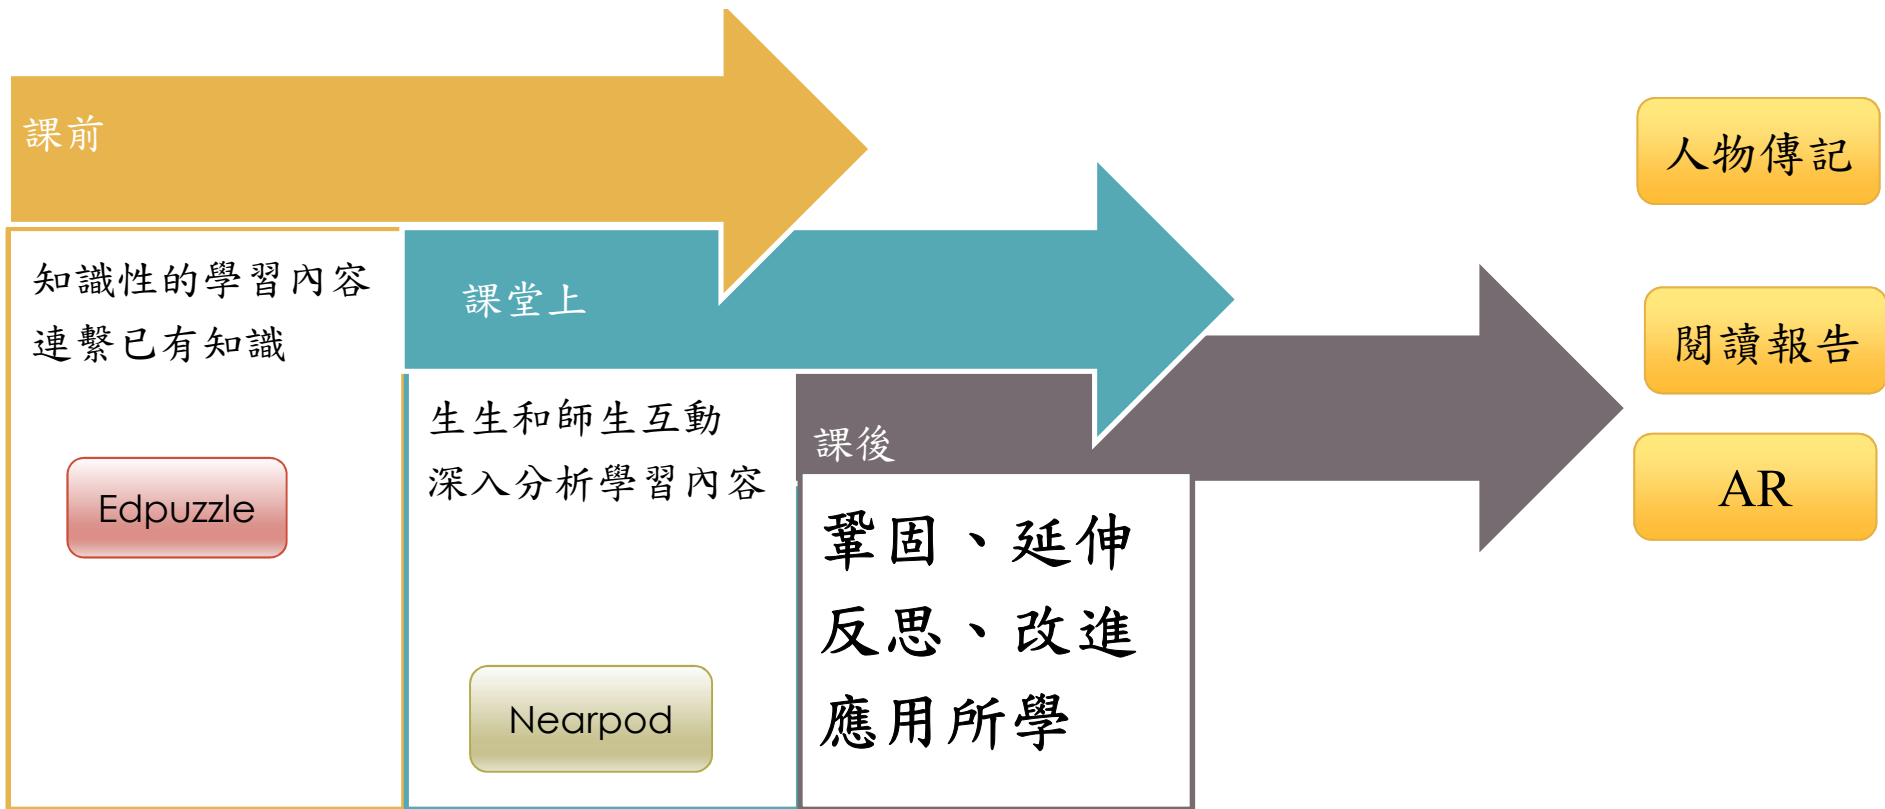 課前
知識性的學習內容
連繫已有知識
Edpuzzle
課堂上
生生和師生互動
深入分析學習內容
Nearpod
課後
鞏固、延伸
反思、改進
應用所學
人物傳記
閱讀報告
AR